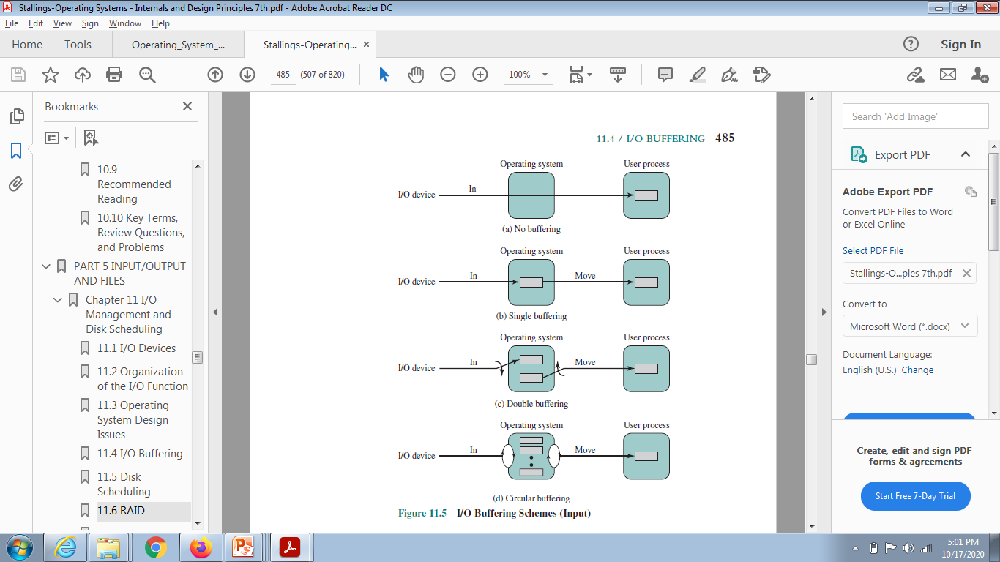 Stallings-Operating Systems - Internals and Design Principles 7th.pdf - Adobe Acrobat Reader DC
File Edit View Sign Window Help
Home Tools Operating_System_... Stallings-Operating... × ? Sign In
485 (507 of 820) 100%
Bookmarks
10.9
Recommended
Reading
10.10 Key Terms,
Review Questions,
and Problems
PART 5 INPUT/OUTPUT
AND FILES
Chapter 11 I/O
Management and
Disk Scheduling
11.1 I/O Devices
11.2 Organization
of the I/O Function
11.3 Operating
System Design
Issues
11.4 I/O Buffering
11.5 Disk
Scheduling
11.6 RAID
11.4 / I/O BUFFERING 485
Operating system User process
I/O device In
(a) No buffering
Operating system User process
I/O device In Move
(b) Single buffering
Operating system User process
I/O device In Move
(c) Double buffering
Operating system User process
I/O device In Move
(d) Circular buffering
Figure 11.5 I/O Buffering Schemes (Input)
Search 'Add Image'
Export PDF
Adobe Export PDF
Convert PDF Files to Word
or Excel Online
Select PDF File
Stallings-O...ples 7th.pdf
Convert to
Microsoft Word (*.docx)
Document Language:
English (U.S.) Change
Create, edit and sign PDF
forms & agreements
Start Free 7-Day Trial
5:01 PM
10/17/2020